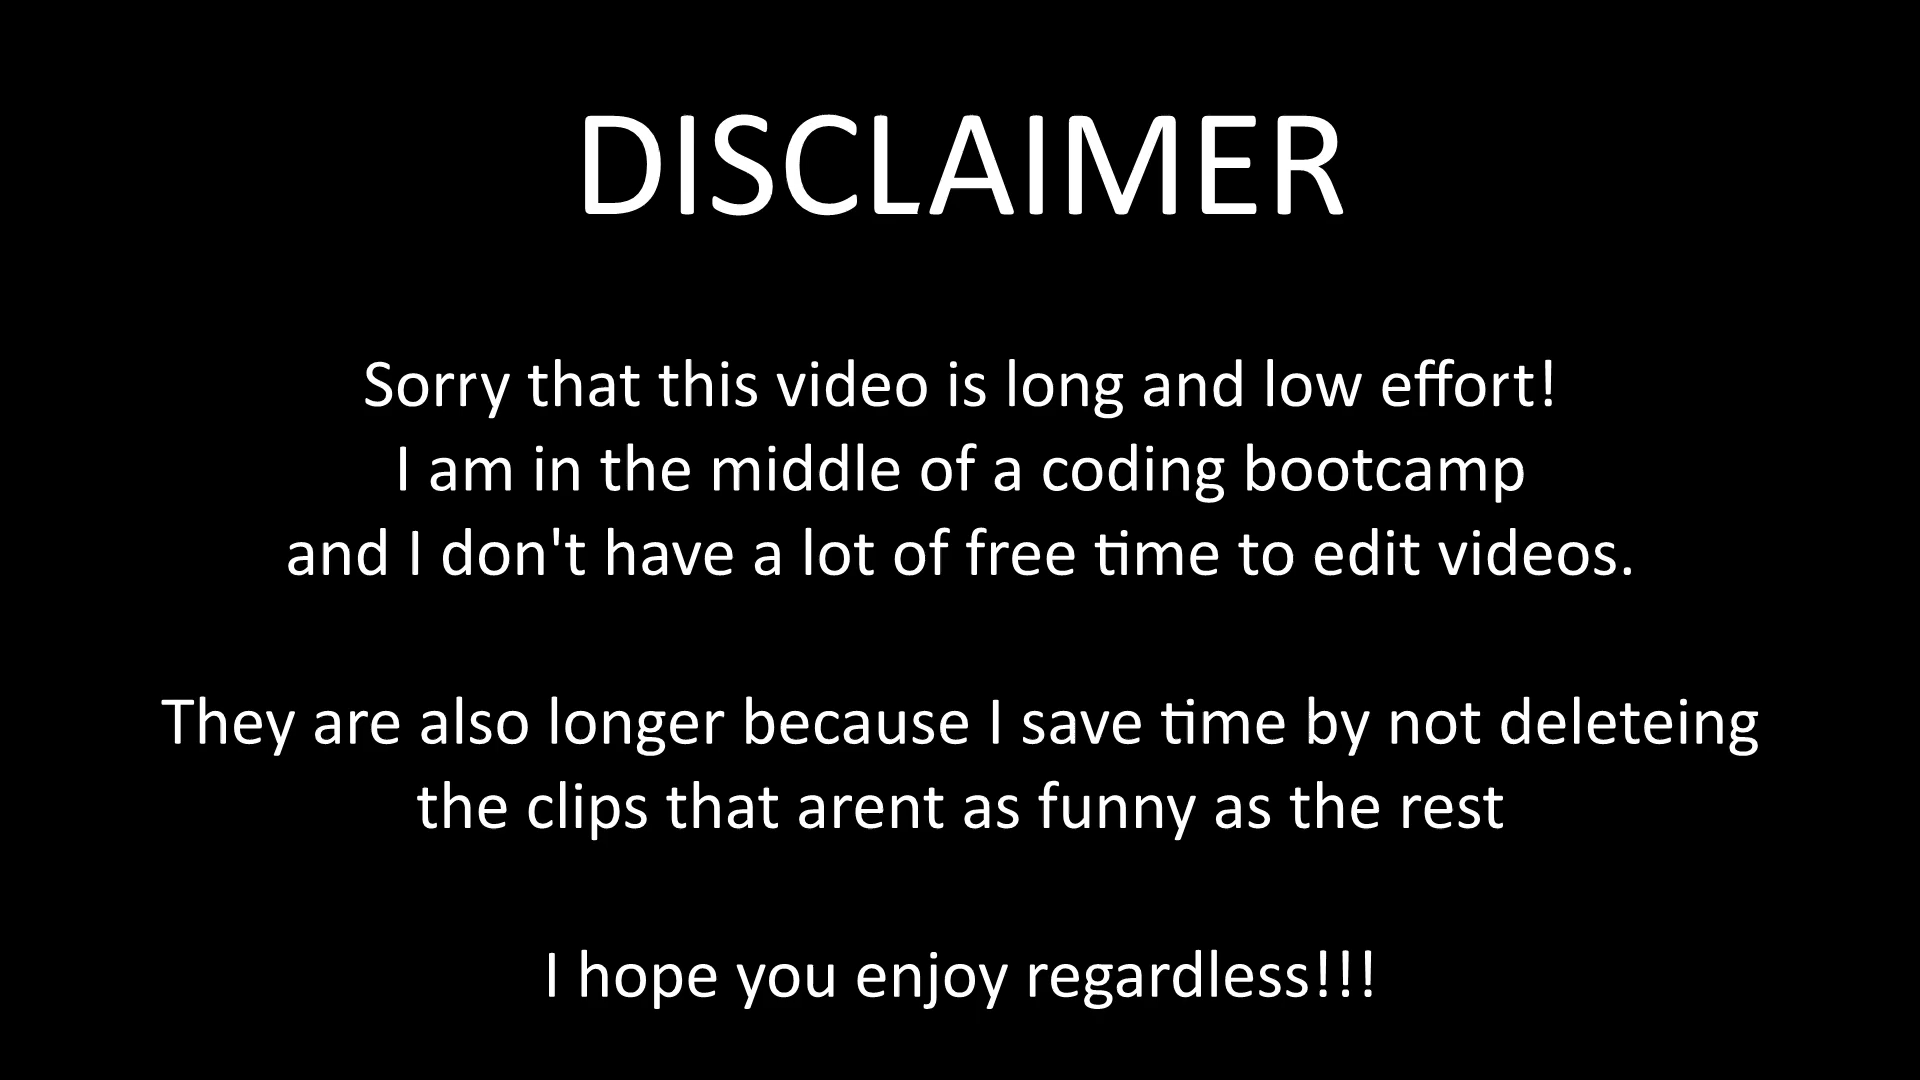 DISCLAIMER
Sorry that this video is long and low effort!
I am in the middle of a coding bootcamp
and I don't have a lot of free time to edit videos.
They are also longer because I save time by not deleteing
the clips that arent as funny as the rest
I hope you enjoy regardless!!!